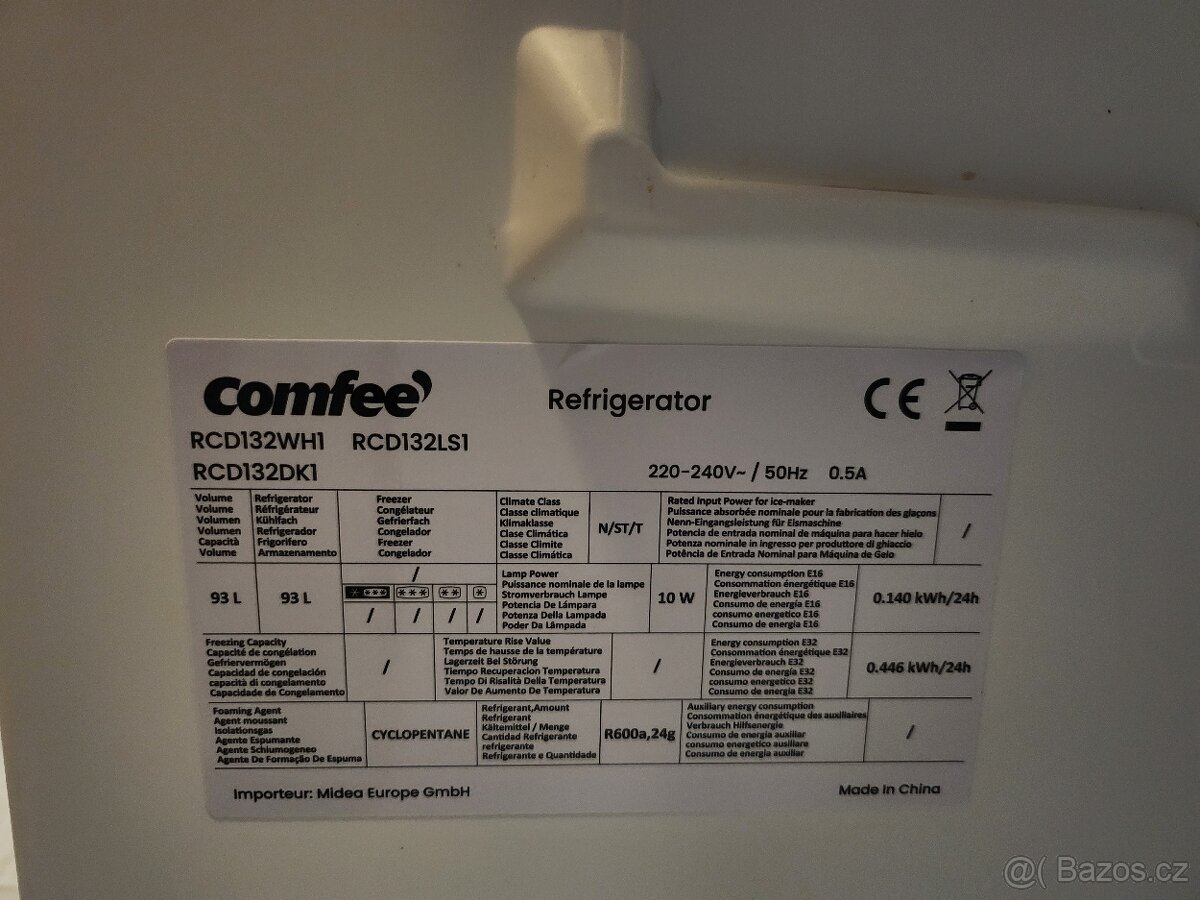 comfee'
Refrigerator
CE
RCD132WH1 RCD132LS1
RCD132DK1
220-240V~ / 50Hz 0.5A
Volume
Volume
Volumen
Volumen
Capacità
Volume
Refrigerator
Réfrigérateur
Kühlfach
Refrigerador
Frigorifero
Armazenamento
Freezer
Congélateur
Gefrierfach
Congelador
Freezer
Congelador
Climate Class
Classe climatique
Klimaklasse
Clase Climática
Classe Climite
Classe Climática
N/ST/T
Rated Input Power for ice-maker
Puissance absorbée nominale pour la fabrication des glaçons
Nenn-Eingangsleistung für Eismaschine
Potencia de entrada nominal de máquina para hacer hielo
Potenza nominale in ingresso per produttore di ghiaccio
Potência de Entrada Nominal para Máquina de Gelo
/
93 L
93 L
/
* *** *** ** *
/ / / /
Lamp Power
Puissance nominale de la lampe
Stromverbrauch Lampe
Potencia De Lámpara
Potenza Della Lampada
Poder Da Lâmpada
10 W
Energy consumption E16
Consommation énergétique E16
Energieverbrauch E16
Consumo de energía E16
consumo energetico E16
Consumo de energia E16
0.140 kWh/24h
Freezing Capacity
Capacité de congélation
Gefriervermögen
Capacidad de congelación
capacità di congelamento
Capacidade de Congelamento
/
Temperature Rise Value
Temps de hausse de la température
Lagerzeit Bei Störung
Tiempo Recuperacion Temperatura
Tempo Di Risalità Della Temperatura
Valor De Aumento De Temperatura
/
Energy consumption E32
Consommation énergétique E32
Energieverbrauch E32
Consumo de energía E32
consumo energetico E32
Consumo de energia E32
0.446 kWh/24h
Foaming Agent
Agent moussant
Isolationsgas
Agente Espumante
Agente Schiumogeneo
Agente De Formação De Espuma
CYCLOPENTANE
Refrigerant,Amount
Refrigerant
Kältemittel / Menge
Cantidad Refrigerante
refrigerante
Refrigerante e Quantidade
R600a,24g
Auxiliary energy consumption
Consommation énergétique des auxiliaires
Verbrauch Hilfsenergie
Consumo de energía auxiliar
consumo energetico ausiliare
Consumo de energia auxiliar
/
Importeur: Midea Europe GmbH
Made In China
@( Bazos.cz